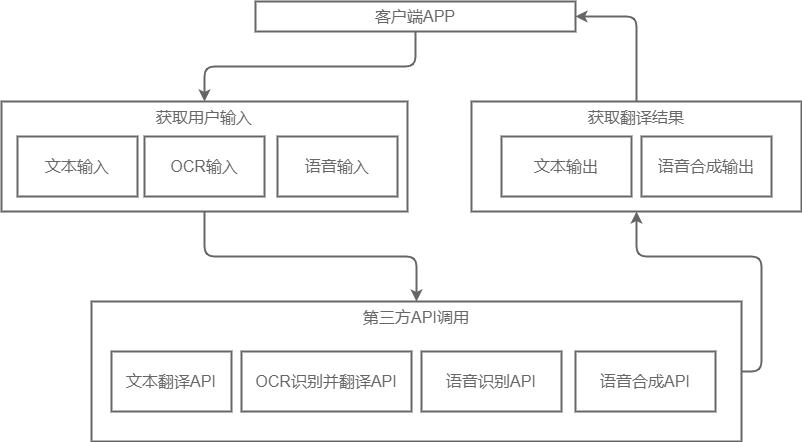 客户端APP
获取用户输入
文本输入
OCR输入
语音输入
获取翻译结果
文本输出
语音合成输出
第三方API调用
文本翻译API
OCR识别并翻译API
语音识别API
语音合成API